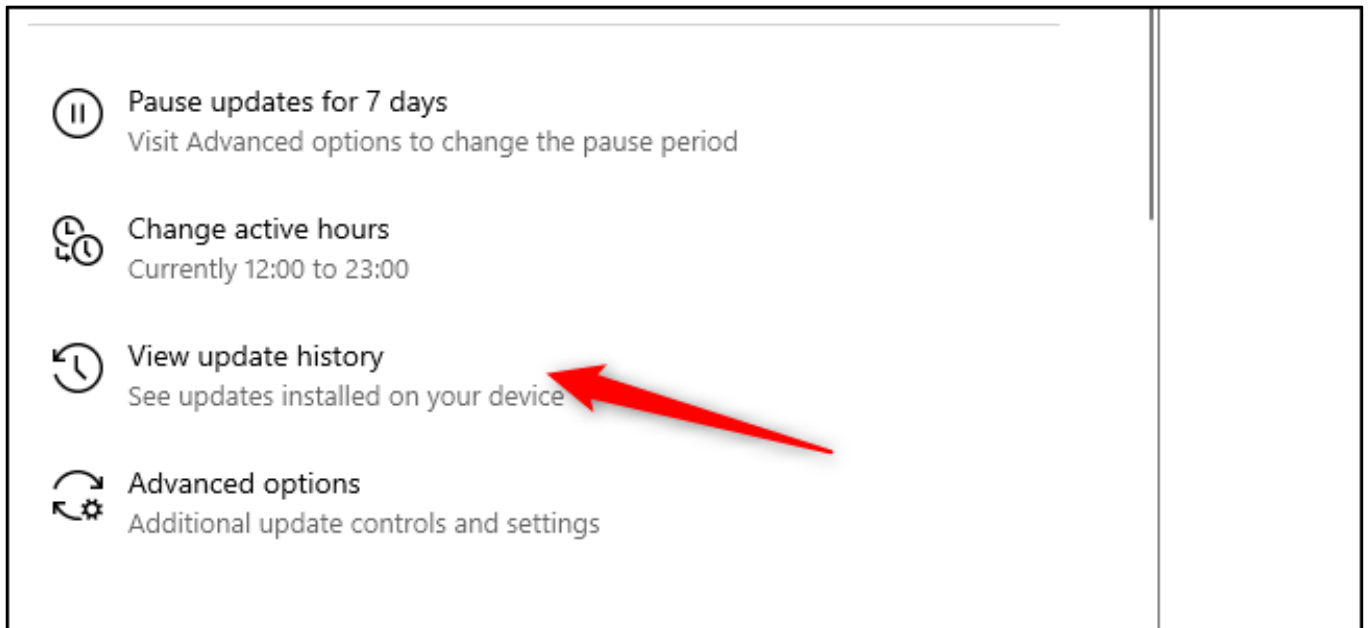 Pause updates for 7 days
Visit Advanced options to change the pause period
Change active hours
Currently 12:00 to 23:00
View update history
See updates installed on your device
Advanced options
Additional update controls and settings